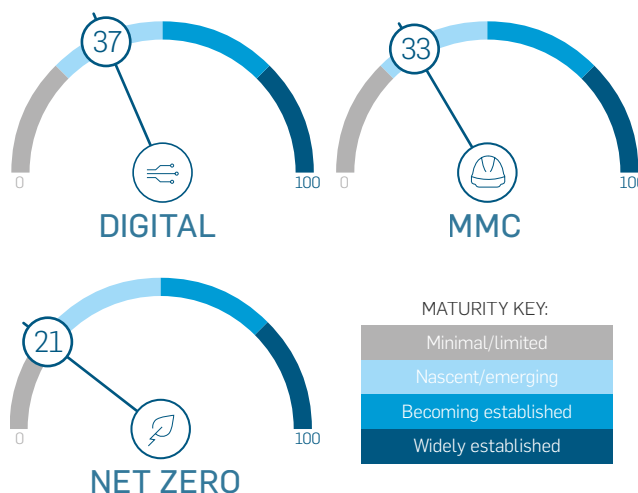 37
0
100
DIGITAL
33
0
100
MMC
21
0
100
NET ZERO
MATURITY KEY:
Minimal/limited
Nascent/emerging
Becoming established
Widely established